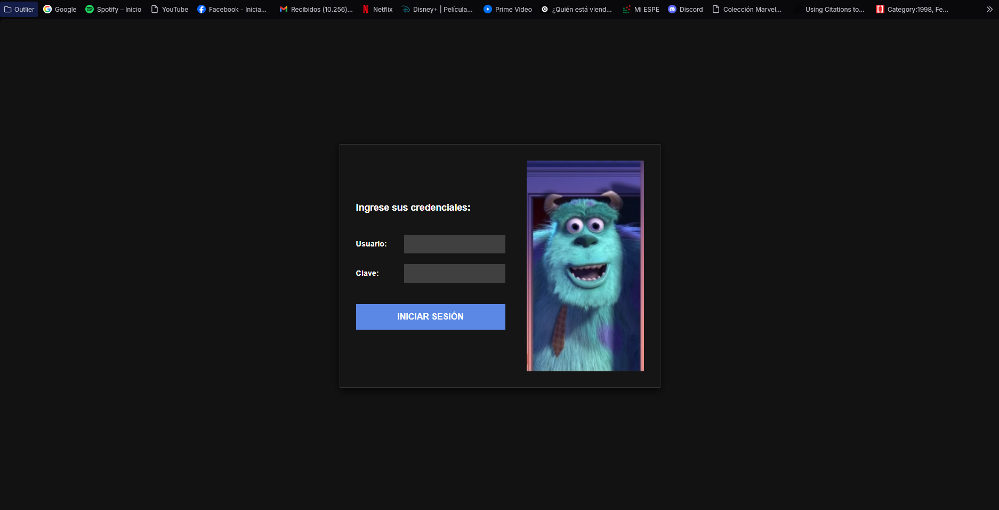 Outlier Google Spotify – Inicio YouTube Facebook - Inicia... Recibidos (10.256)... Netflix Disney+ | Película... Prime Video ¿Quién está viend... Mi ESPE Discord Colección Marvel... Using Citations to... Category:1998, Fe...
Ingrese sus credenciales:
Usuario:
Clave:
INICIAR SESIÓN